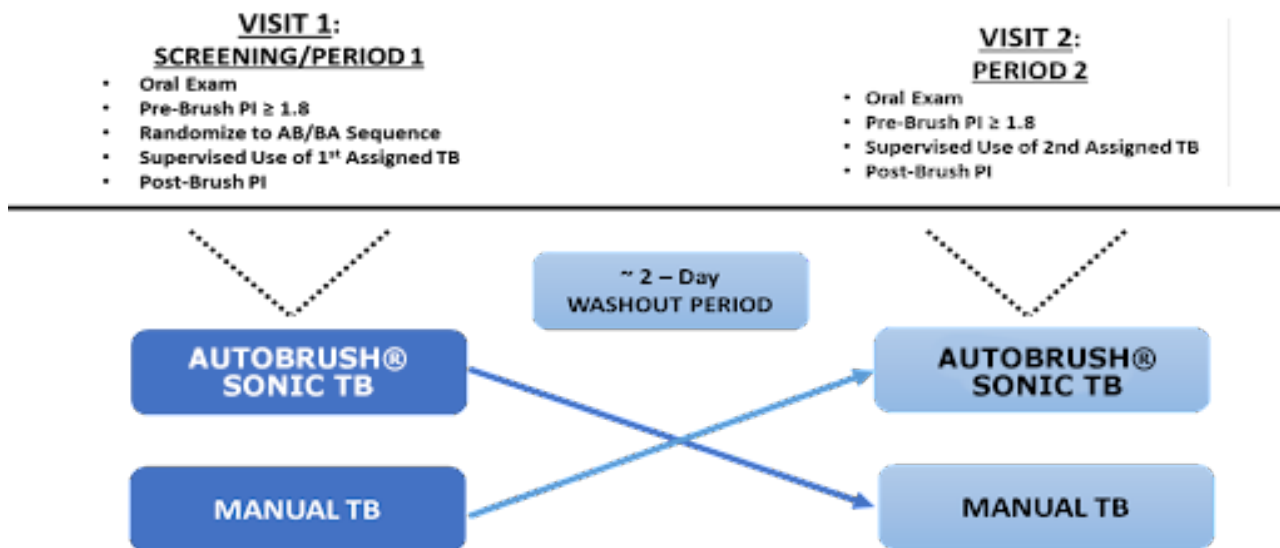 VISIT 1:
SCREENING/PERIOD 1
• Oral Exam
• Pre-Brush PI ≥ 1.8
• Randomize to AB/BA Sequence
• Supervised Use of 1st Assigned TB
• Post-Brush PI
VISIT 2:
PERIOD 2
• Oral Exam
• Pre-Brush PI ≥ 1.8
• Supervised Use of 2nd Assigned TB
• Post-Brush PI
~ 2 – Day
WASHOUT PERIOD
AUTOBRUSH®
SONIC TB
AUTOBRUSH®
SONIC TB
MANUAL TB
MANUAL TB